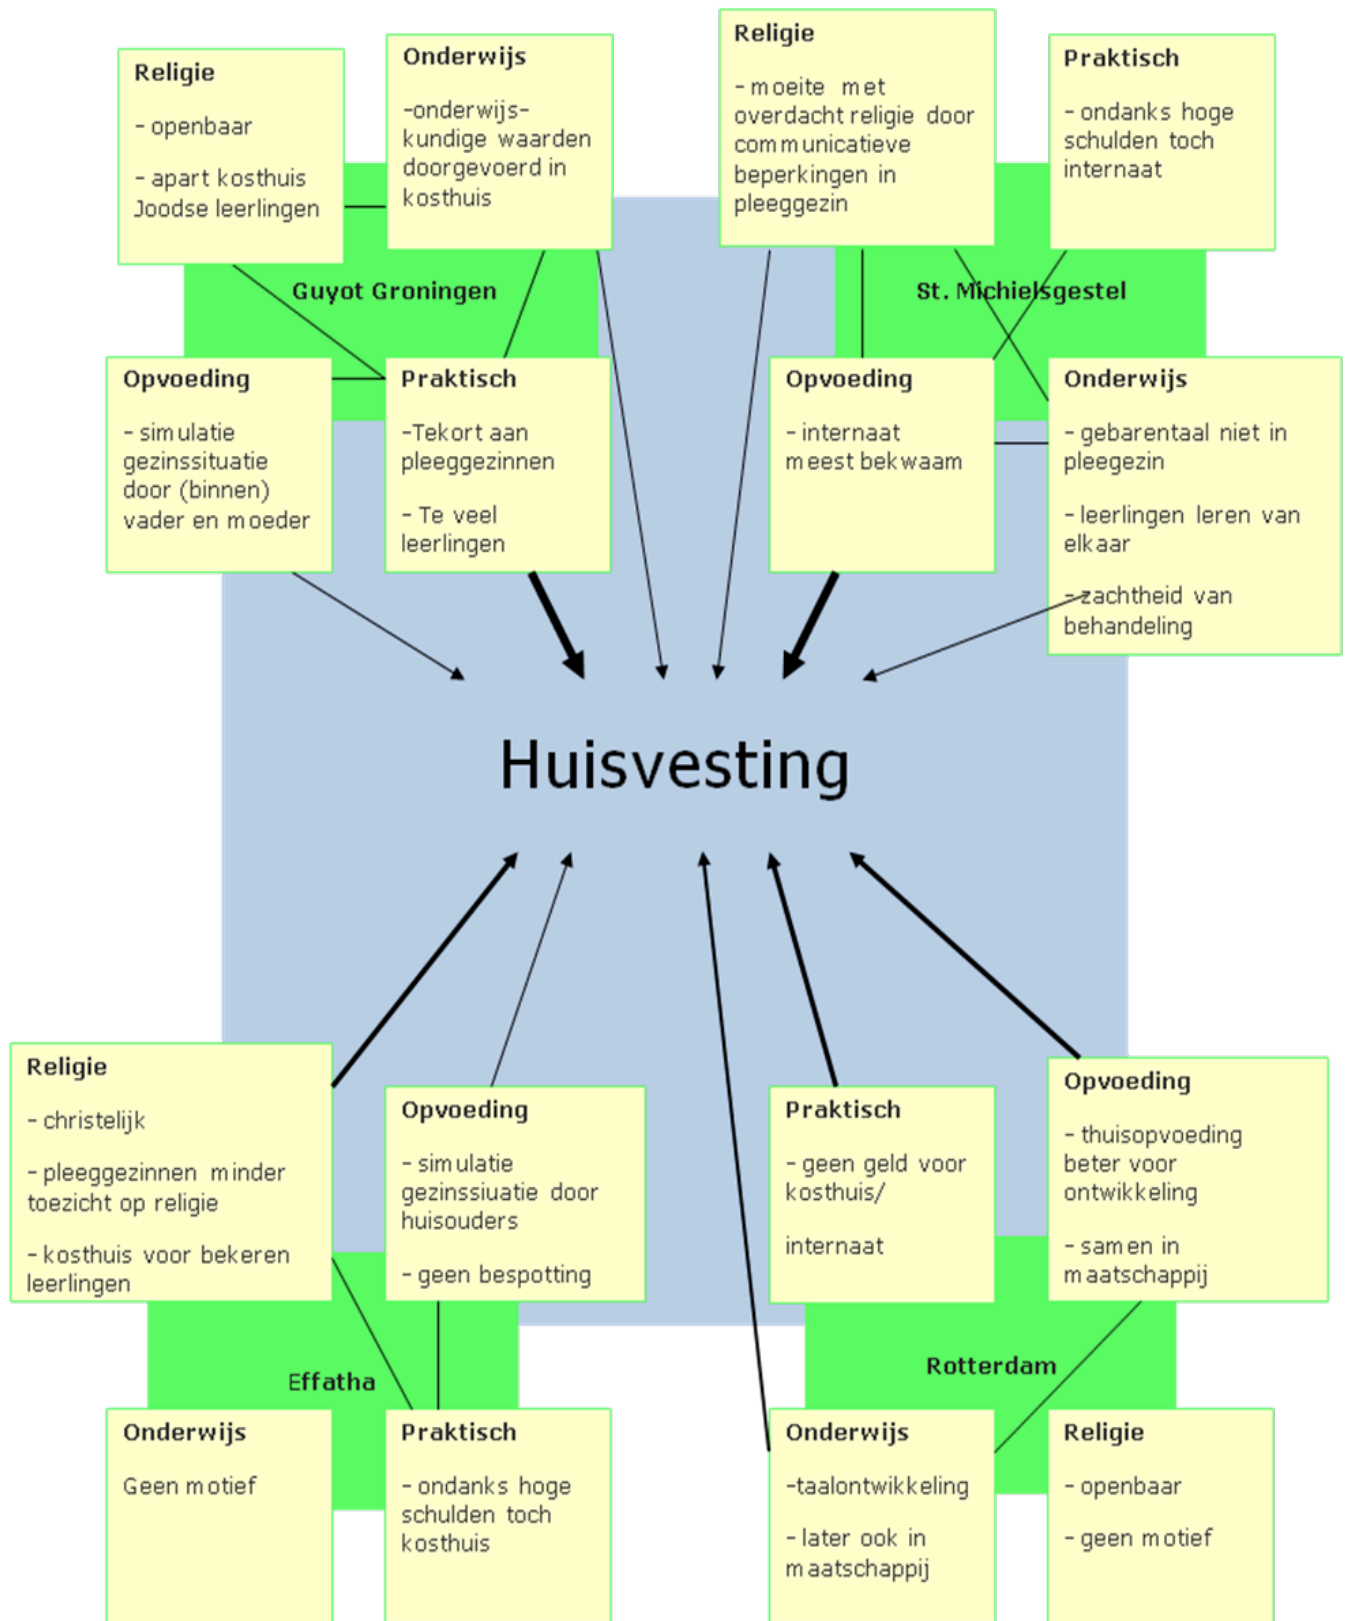 Religie
- openbaar
- apart kosthuis
Joodse leerlingen
Onderwijs
-onderwijs-
kundige waarden
doorgevoerd in
kosthuis
Guyot Groningen
Opvoeding
- simulatie
gezinssituatie
door (binnen)
vader en moeder
Praktisch
-Tekort aan
pleeggezinnen
- Te veel
leerlingen
Religie
- moeite met
overdacht religie door
communicatieve
beperkingen in
pleeggezin
Praktisch
- ondanks hoge
schulden toch
internaat
St. Michielsgestel
Opvoeding
- internaat
meest bekwaam
Onderwijs
- gebarentaal niet in
pleegezin
- leerlingen leren van
elkaar
- zachtheid van
behandeling
Huisvesting
Religie
- christelijk
- pleeggezinnen minder
toezicht op religie
- kosthuis voor bekeren
leerlingen
Opvoeding
- simulatie
gezinssiuatie door
huisouders
- geen bespotting
Effatha
Onderwijs
Geen motief
Praktisch
- ondanks hoge
schulden toch
kosthuis
Praktisch
- geen geld voor
kosthuis/
internaat
Opvoeding
- thuisopvoeding
beter voor
ontwikkeling
- samen in
maatschappij
Rotterdam
Onderwijs
-taalontwikkeling
- later ook in
maatschappij
Religie
- openbaar
- geen motief